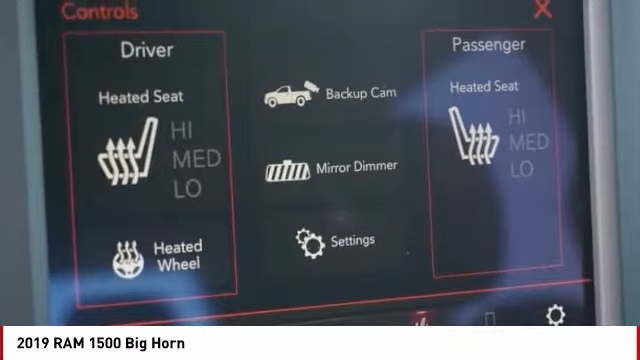 Controls
X
Driver
Heated Seat
HI
MED
LO
Heated
Wheel
Backup Cam
Mirror Dimmer
Settings
Passenger
Heated Seat
HI
MED
LO
2019 RAM 1500 Big Horn